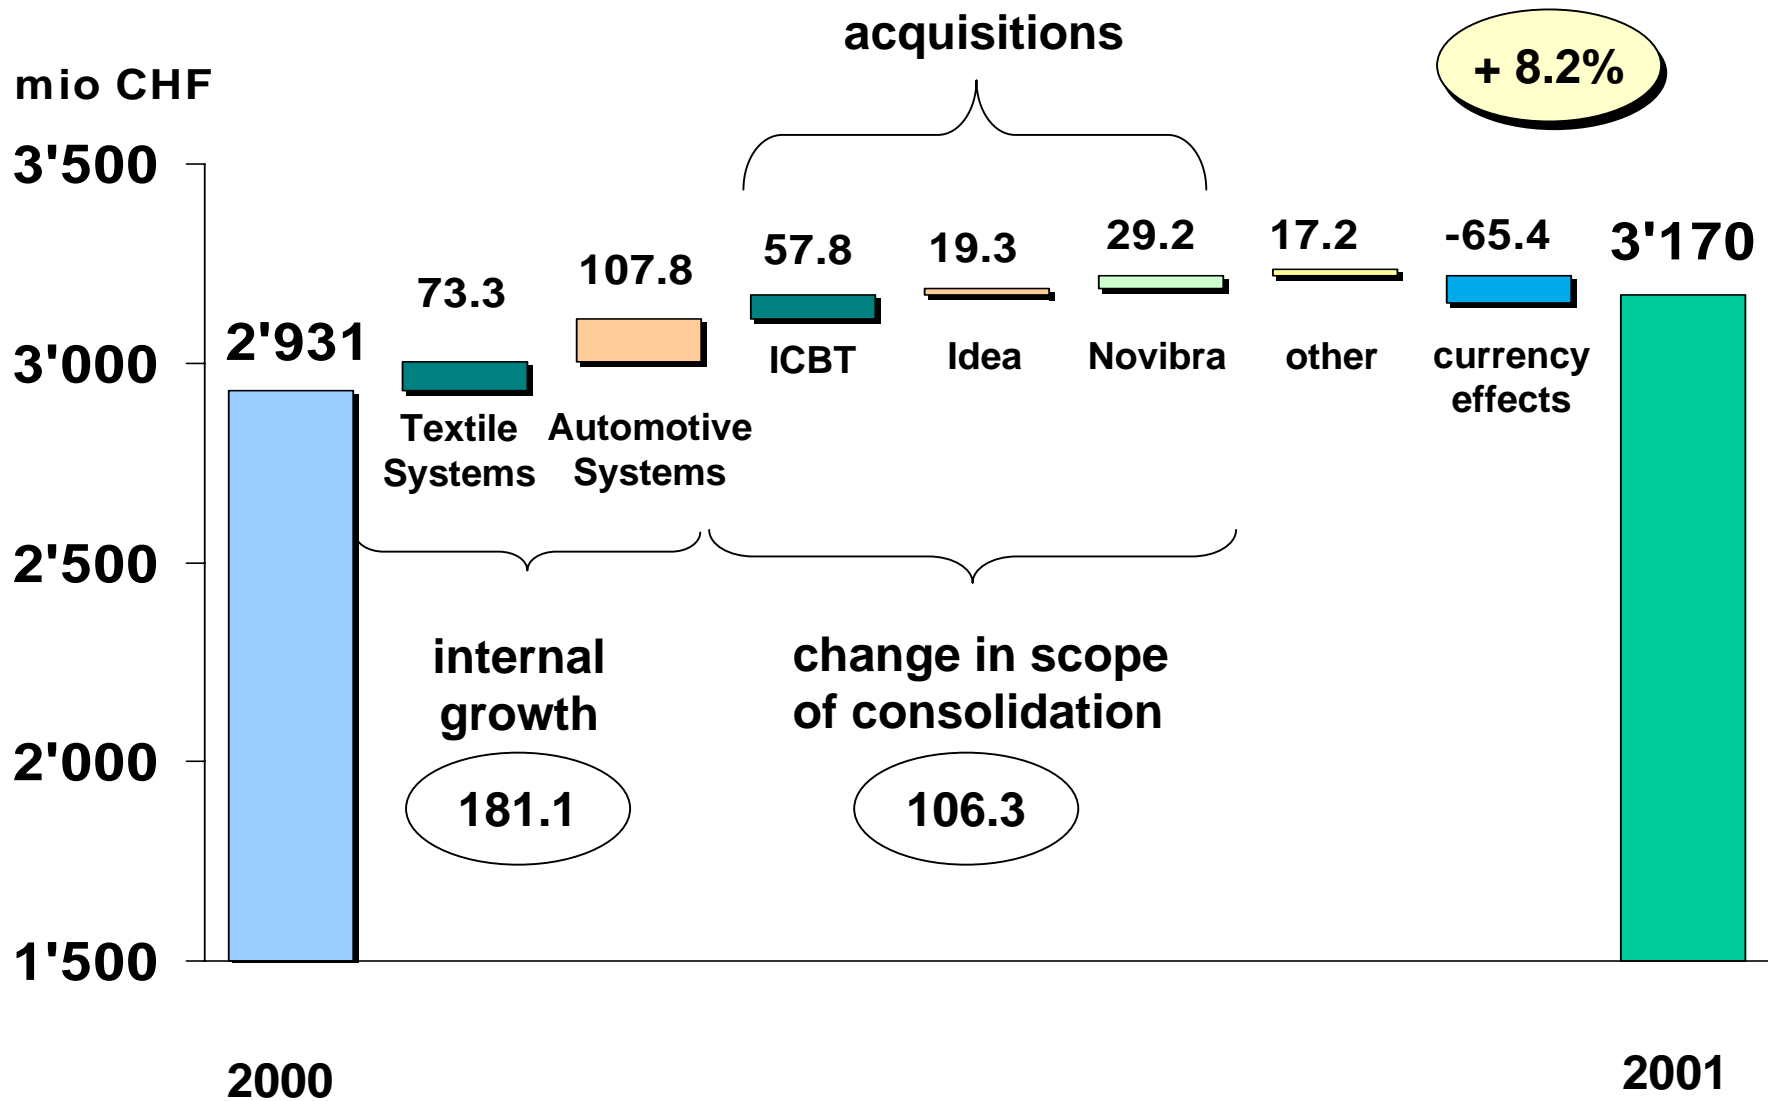 acquisitions
+ 8.2%
mio CHF
3'500
3'000
2'500
2'000
1'500
2'931
73.3
107.8
57.8
19.3
29.2
17.2
-65.4
3'170
Textile
Systems
Automotive
Systems
ICBT
Idea
Novibra
other
currency
effects
internal
growth
181.1
change in scope
of consolidation
106.3
2000
2001